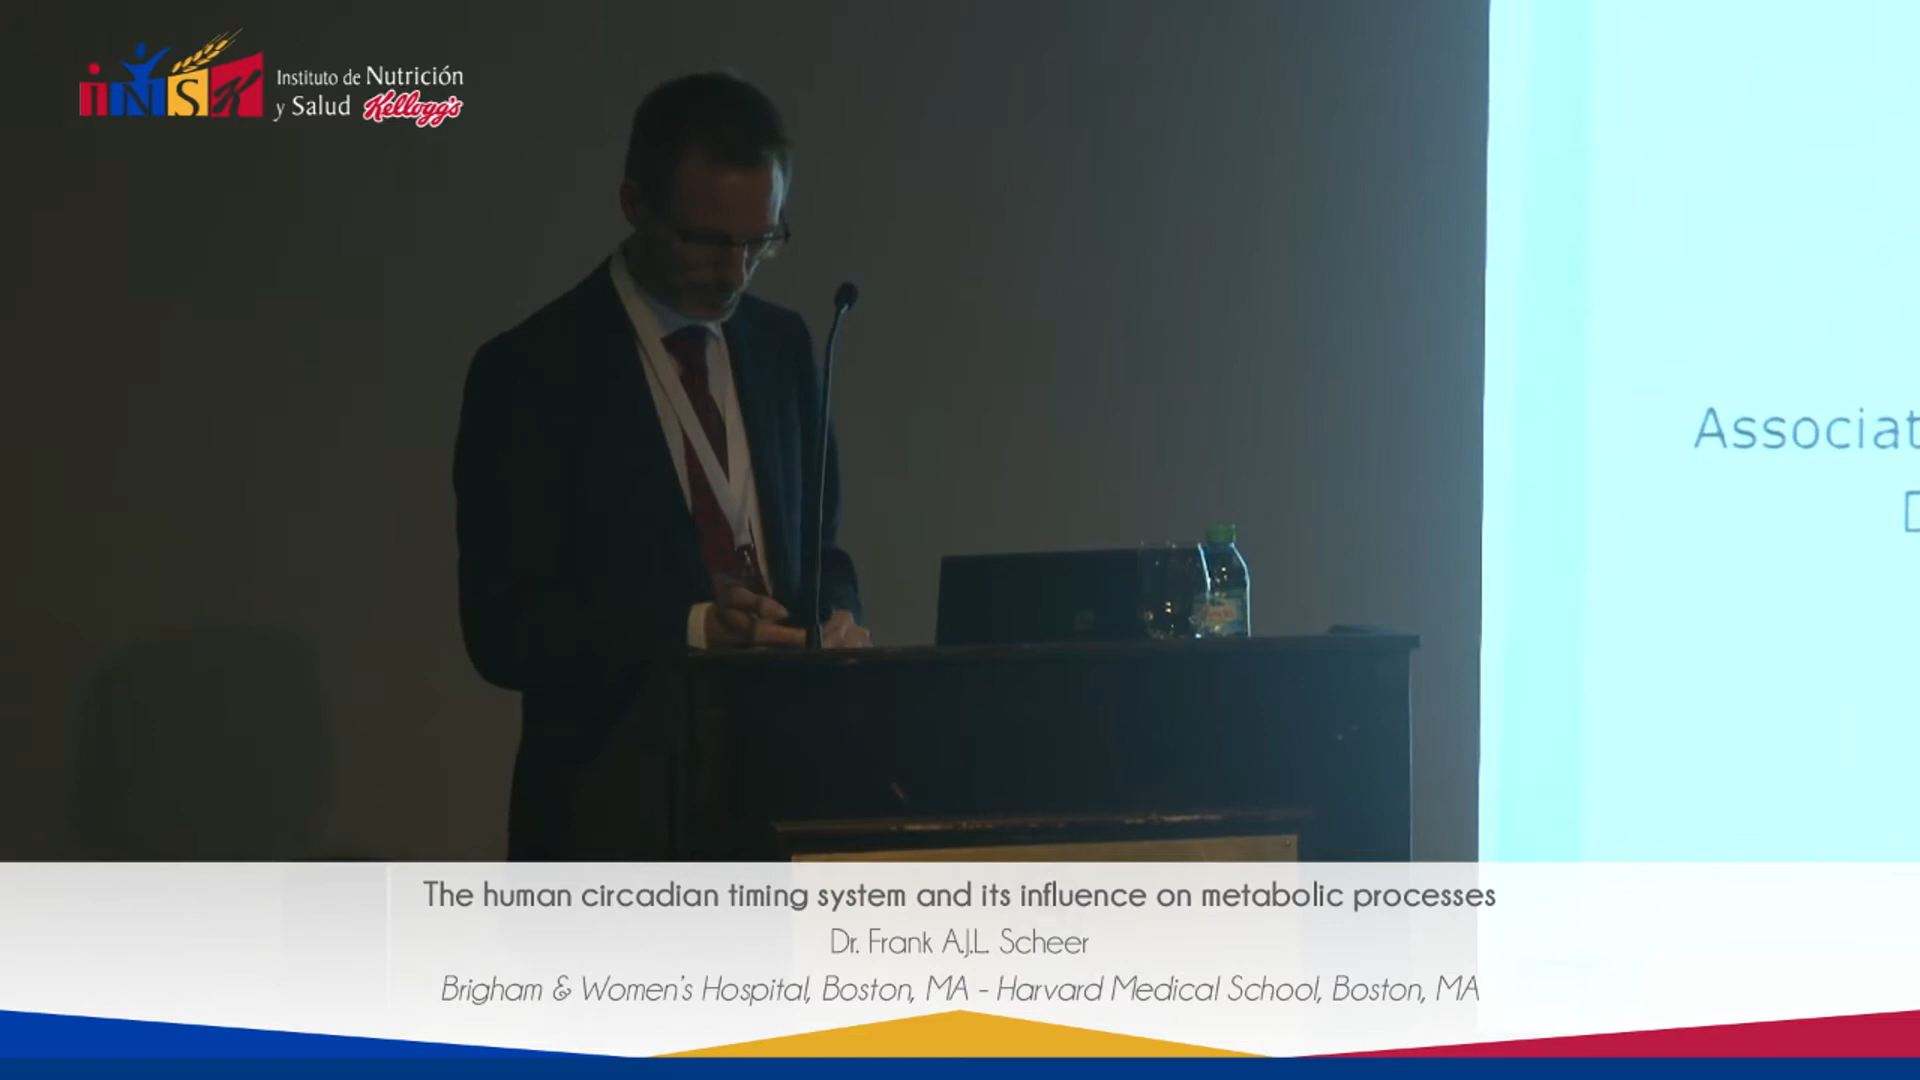 iNSK
Instituto de Nutrición
y Salud Kellogg's
Associat
D
The human circadian timing system and its influence on metabolic processes
Dr. Frank A.J.L. Scheer
Brigham & Women's Hospital, Boston, MA - Harvard Medical School, Boston, MA